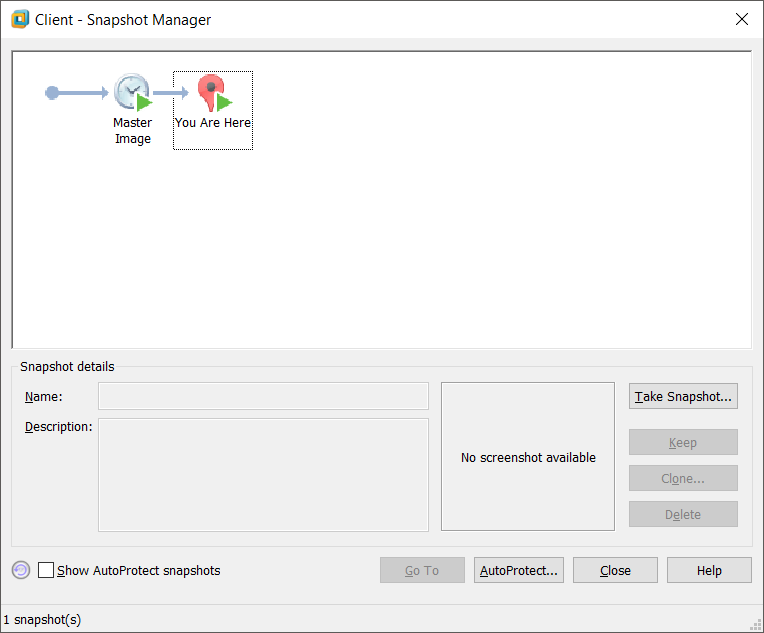 Client - Snapshot Manager
Master
Image
You Are Here
Snapshot details
Name:
Take Snapshot...
Description:
Keep
No screenshot available
Clone...
Delete
Show AutoProtect snapshots
Go To
AutoProtect...
Close
Help
1 snapshot(s)